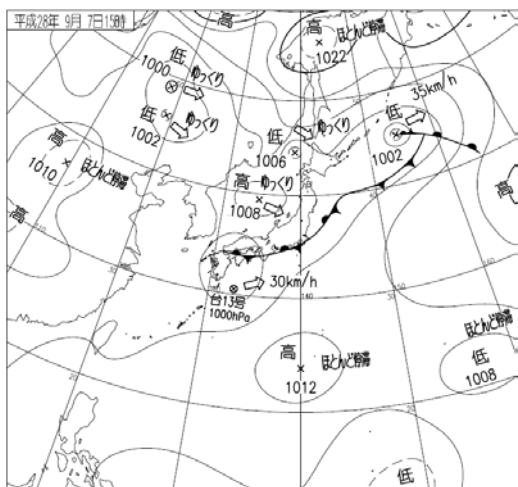 平成28年 9月 7日15時
高
ほとんど停滞
1022
低
1000
ゆっくり
低
1002
ゆっくり
高
1010
ほとんど停滞
高
低
ゆっくり
1006
高
ゆっくり
1008
低
35km/h
1002
高
30km/h
台13号
1000hPa
高
ほとんど停滞
1012
ほとんど停滞
低
1008
低
高
30
20
140